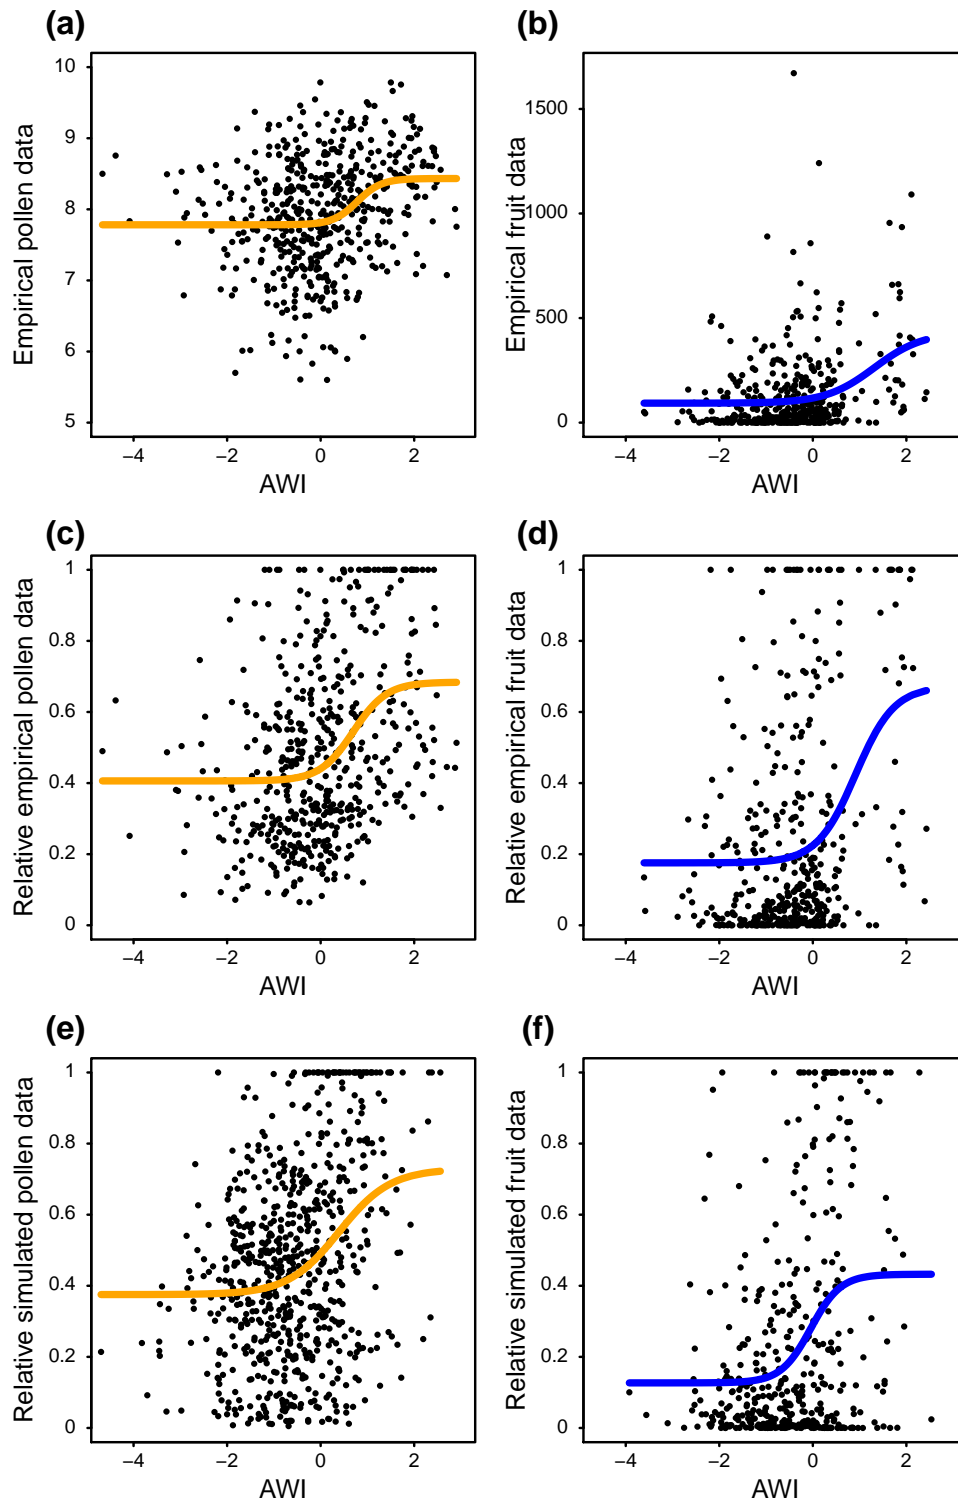 (a)
Empirical pollen data
10
9
8
7
6
5
−4 −2 0 2
AWI
(b)
Empirical fruit data
1500
1000
500
0
−4 −2 0 2
AWI
(c)
Relative empirical pollen data
1
0.8
0.6
0.4
0.2
0
−4 −2 0 2
AWI
(d)
Relative empirical fruit data
1
0.8
0.6
0.4
0.2
0
−4 −2 0 2
AWI
(e)
Relative simulated pollen data
1
0.8
0.6
0.4
0.2
0
−4 −2 0 2
AWI
(f)
Relative simulated fruit data
1
0.8
0.6
0.4
0.2
0
−4 −2 0 2
AWI